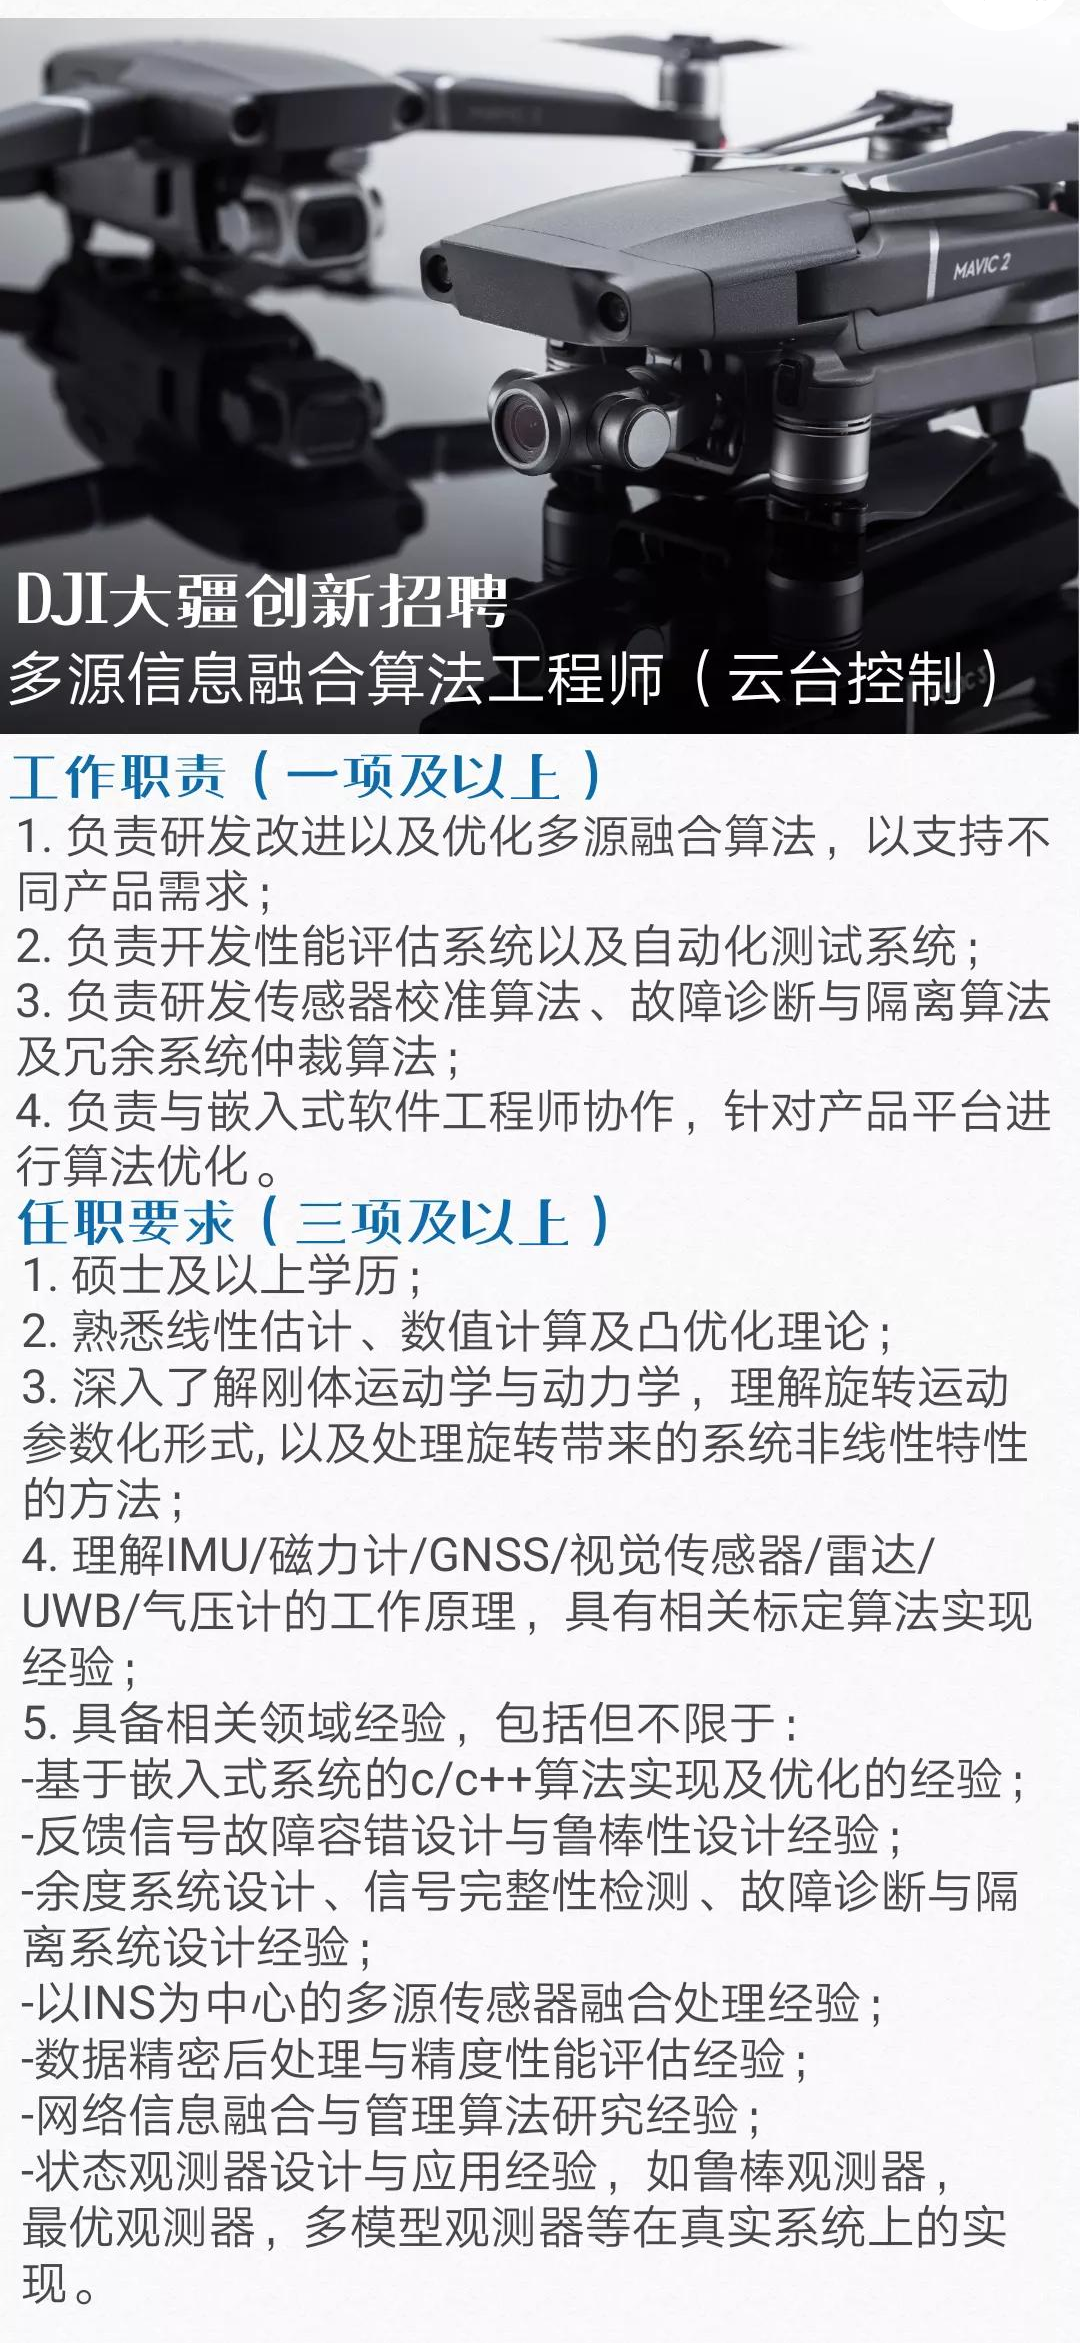 MAVIC 2
DJI大疆创新招聘
多源信息融合算法工程师（云台控制）
工作职责（一项及以上）
1. 负责研发改进以及优化多源融合算法，以支持不
同产品需求；
2. 负责开发性能评估系统以及自动化测试系统；
3. 负责研发传感器校准算法、故障诊断与隔离算法
及冗余系统仲裁算法；
4. 负责与嵌入式软件工程师协作，针对产品平台进
行算法优化。
任职要求（三项及以上）
1. 硕士及以上学历；
2. 熟悉线性估计、数值计算及凸优化理论；
3. 深入了解刚体运动学与动力学，理解旋转运动
参数化形式, 以及处理旋转带来的系统非线性特性
的方法；
4. 理解IMU/磁力计/GNSS/视觉传感器/雷达/
UWB/气压计的工作原理，具有相关标定算法实现
经验；
5. 具备相关领域经验，包括但不限于：
-基于嵌入式系统的c/c++算法实现及优化的经验；
-反馈信号故障容错设计与鲁棒性设计经验；
-余度系统设计、信号完整性检测、故障诊断与隔
离系统设计经验；
-以INS为中心的多源传感器融合处理经验；
-数据精密后处理与精度性能评估经验；
-网络信息融合与管理算法研究经验；
-状态观测器设计与应用经验，如鲁棒观测器，
最优观测器，多模型观测器等在真实系统上的实
现。